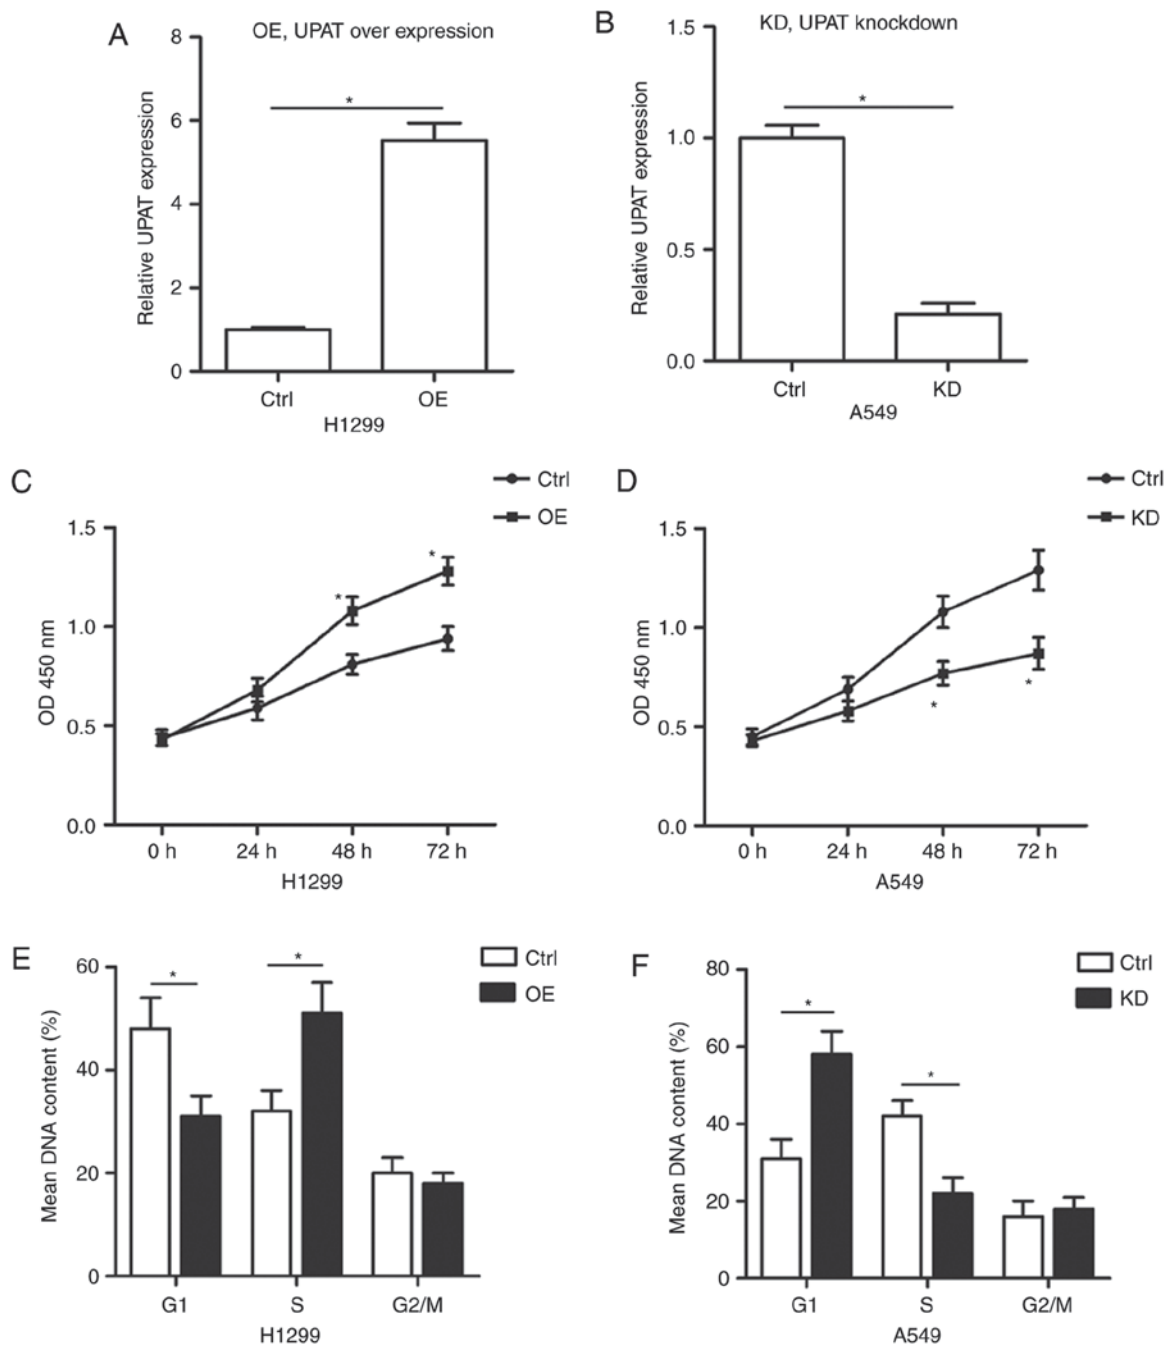 A
OE, UPAT over expression
8
6
4
2
0
Relative UPAT expression
*
Ctrl
OE
H1299
B
KD, UPAT knockdown
1.5
1.0
0.5
0.0
Relative UPAT expression
*
Ctrl
KD
A549
C
Ctrl
OE
1.5
1.0
0.5
0.0
OD 450 nm
*
*
0 h
24 h
48 h
72 h
H1299
D
Ctrl
KD
1.5
1.0
0.5
0.0
OD 450 nm
*
*
0 h
24 h
48 h
72 h
A549
E
Ctrl
OE
60
40
20
0
Mean DNA content (%)
*
*
G1
S
G2/M
H1299
F
Ctrl
KD
80
60
40
20
0
Mean DNA content (%)
*
*
G1
S
G2/M
A549